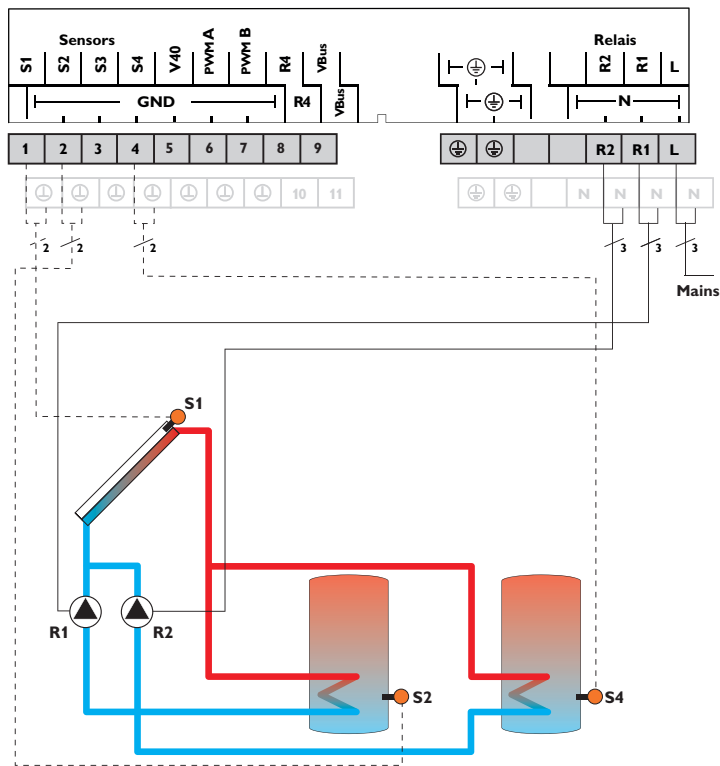 Sensors
Relais
S1 S2 S3 S4 V40 PWM A PWM B R4 VBus
R2 R1 L
GND R4 VBus
N
1 2 3 4 5 6 7 8 9
R2 R1 L
10 11
N N N
2 2 2
3 3 3
Mains
S1
R1 R2
S2
S4